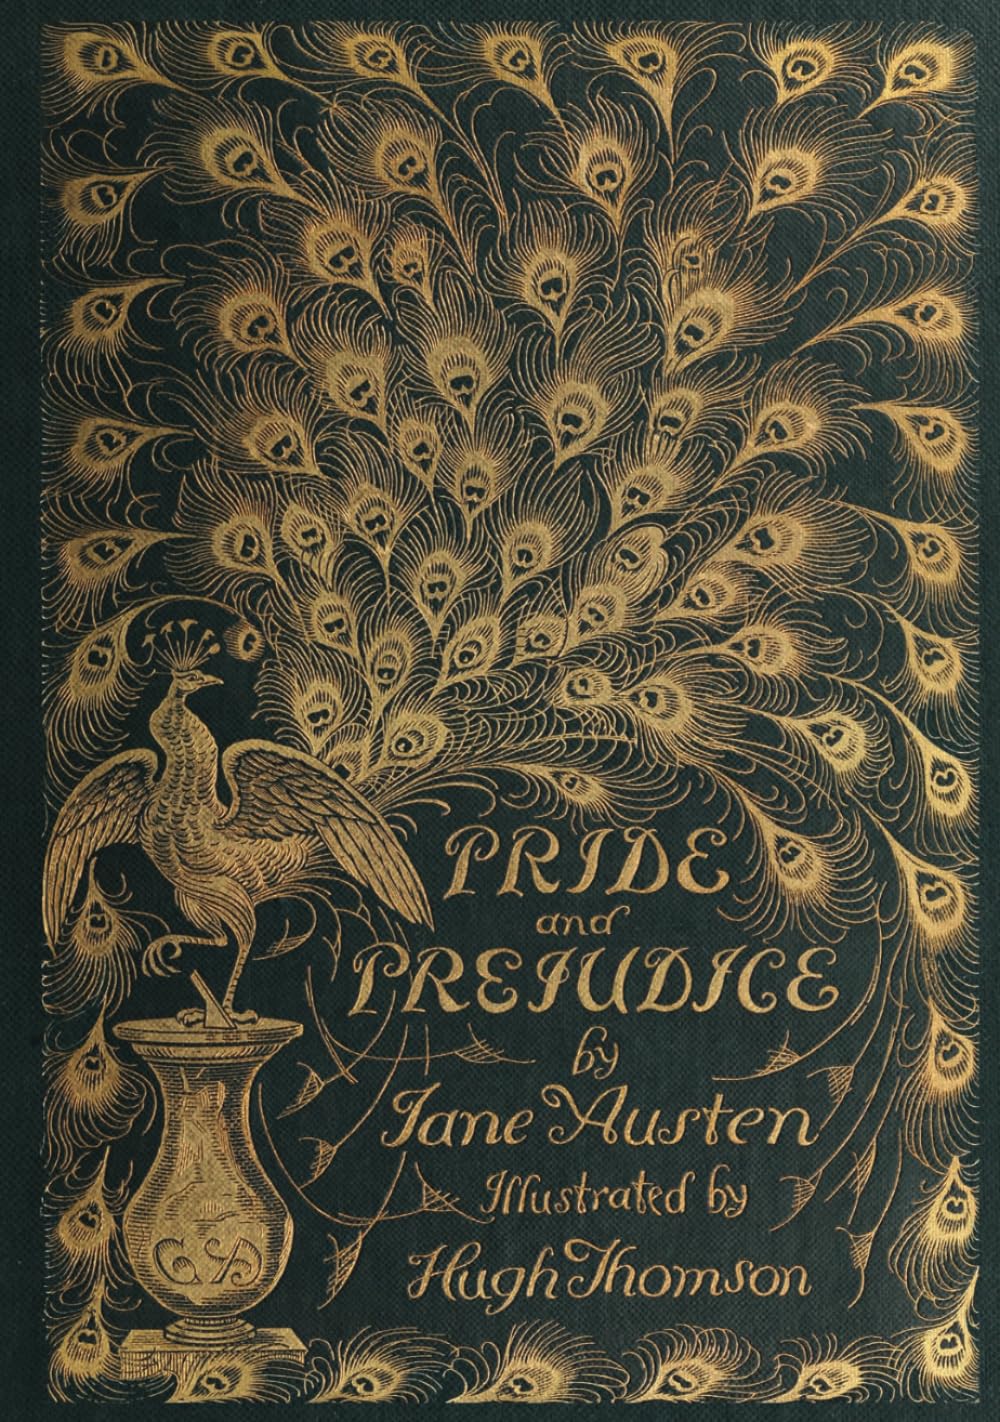 PRIDE
and
PREJUDICE
by
Jane Austen
Illustrated by
Hugh Thomson